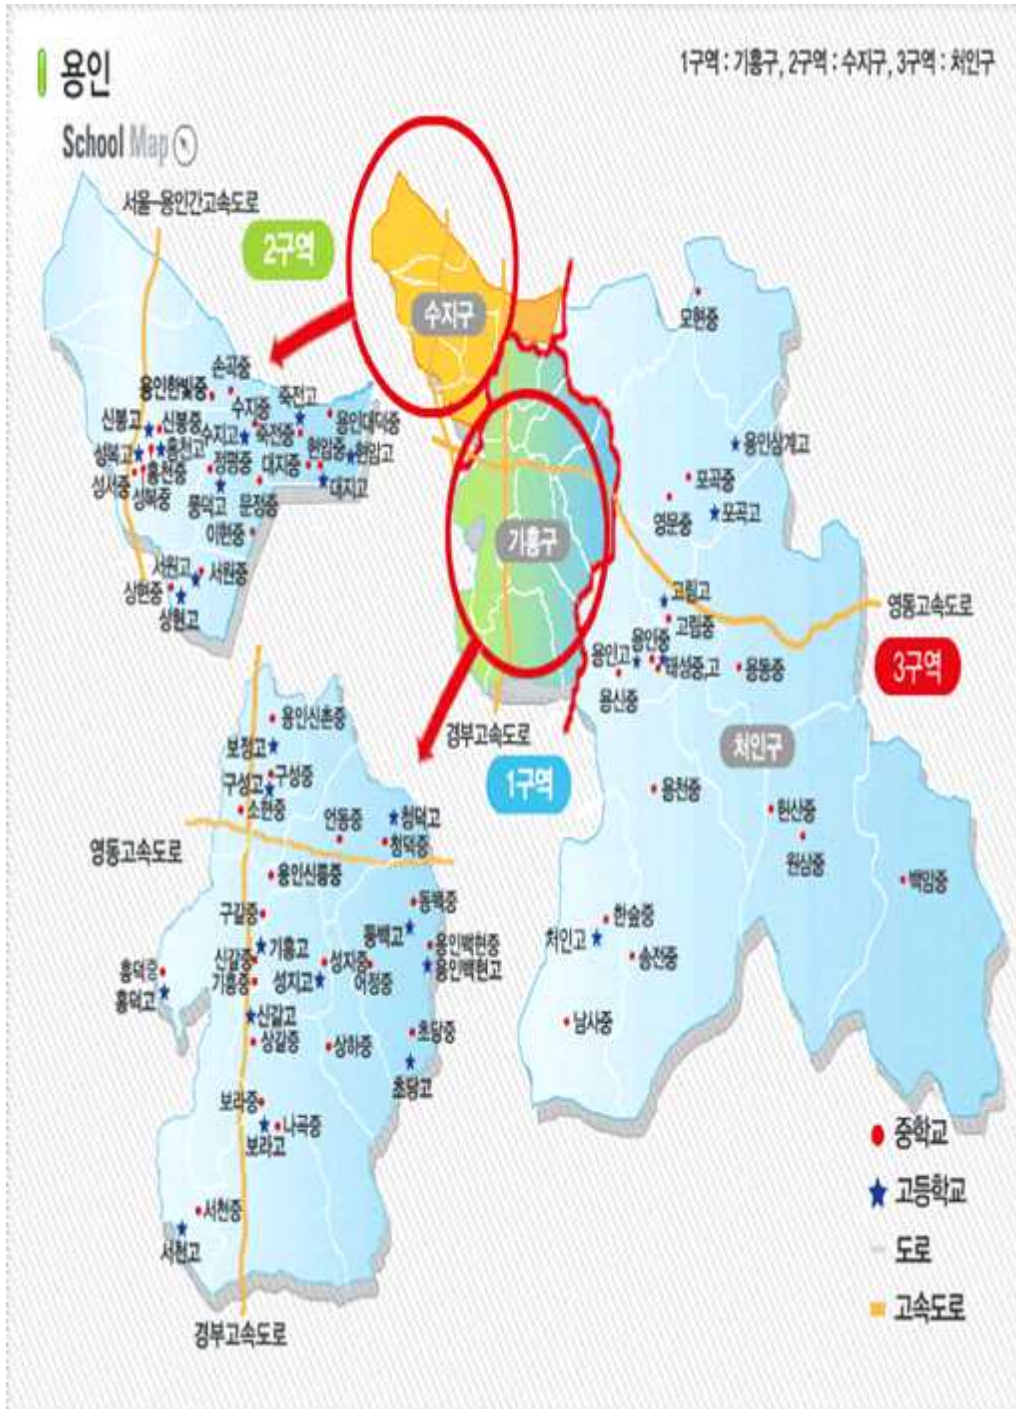 용인
1구역 : 기흥구, 2구역 : 수지구, 3구역 : 처인구
School Map
서울-용인간고속도로
2구역
수지구
손곡중
용인한빛중
수지중
죽전고
용인대덕중
신봉고
신봉중
수지고
죽전중
성복고
홍천고
정평중
대지중
현암중
현암고
성서중
홍천중
성복중
풍덕고
문정중
대지고
이현중
서원고
서원중
상현중
상현고
모현중
용인삼계고
포곡중
영문중
포곡고
기흥구
고림고
고림중
영동고속도로
용인고
용인중
태성중,고
용동중
용신중
3구역
처인구
경부고속도로
1구역
용천중
헌산중
원삼중
백암중
한숲중
처인고
송전중
남사중
용인신촌중
보정고
구성고
구성중
소현중
언동중
청덕고
청덕중
영동고속도로
용인신릉중
구갈중
동백중
동백고
기흥고
신갈중
성지중
어정중
용인백현중
용인백현고
흥덕중
흥덕고
기흥중
성지고
신갈고
상갈중
상하중
초당중
초당고
보라중
나곡중
보라고
서천중
서천고
경부고속도로
중학교
고등학교
도로
고속도로